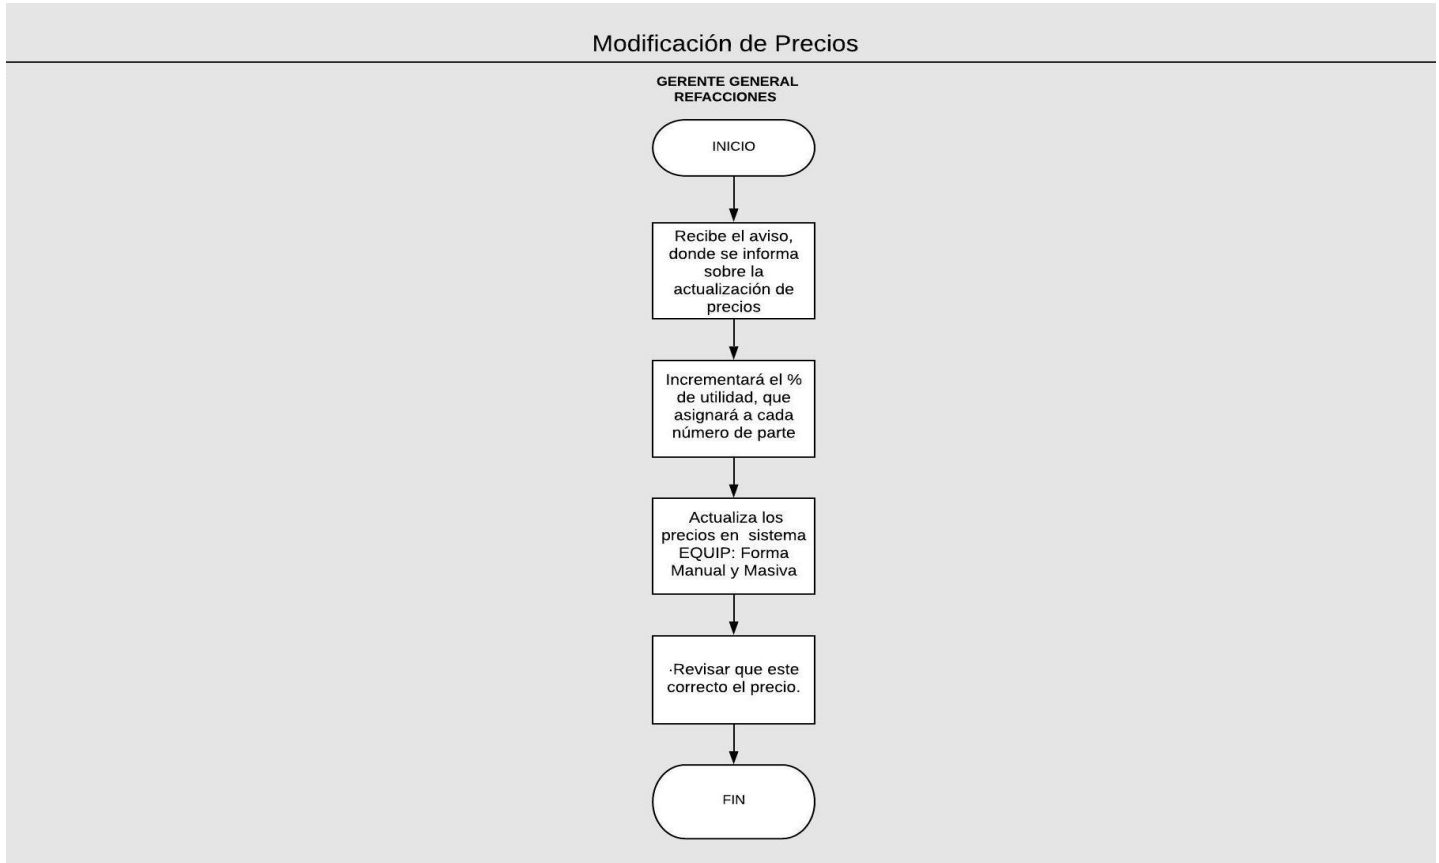 Modificación de Precios
GERENTE GENERAL
REFACCIONES
INICIO
Recibe el aviso,
donde se informa
sobre la
actualización de
precios
Incrementará el %
de utilidad, que
asignará a cada
número de parte
Actualiza los
precios en  sistema
EQUIP: Forma
Manual y Masiva
·Revisar que este
correcto el precio.
FIN